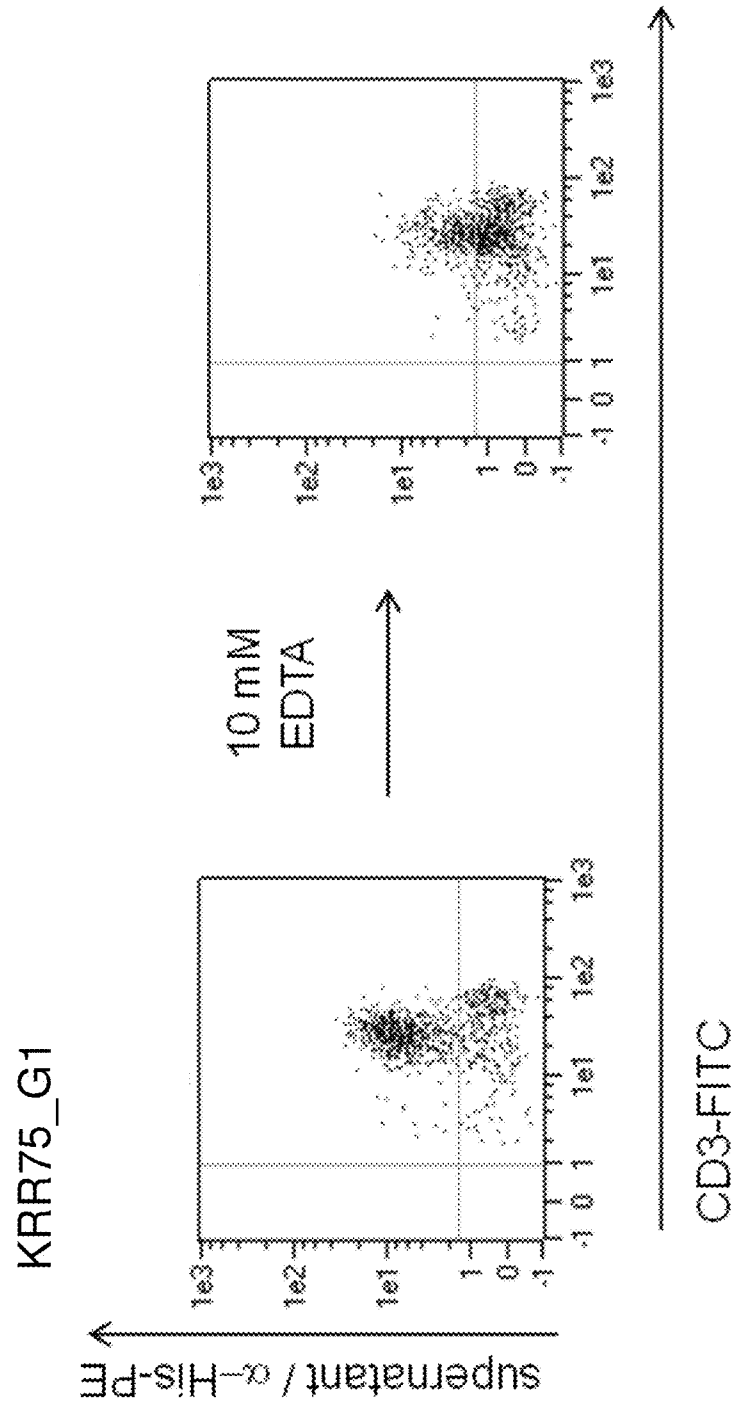 KRR75_G1
supernatant / α-His-PE
1e3
1e2
1e1
1
0
-1
-1 0 1 1e1 1e2 1e3
10 mM
EDTA
1e3
1e2
1e1
1
0
-1
-1 0 1 1e1 1e2 1e3
CD3-FITC